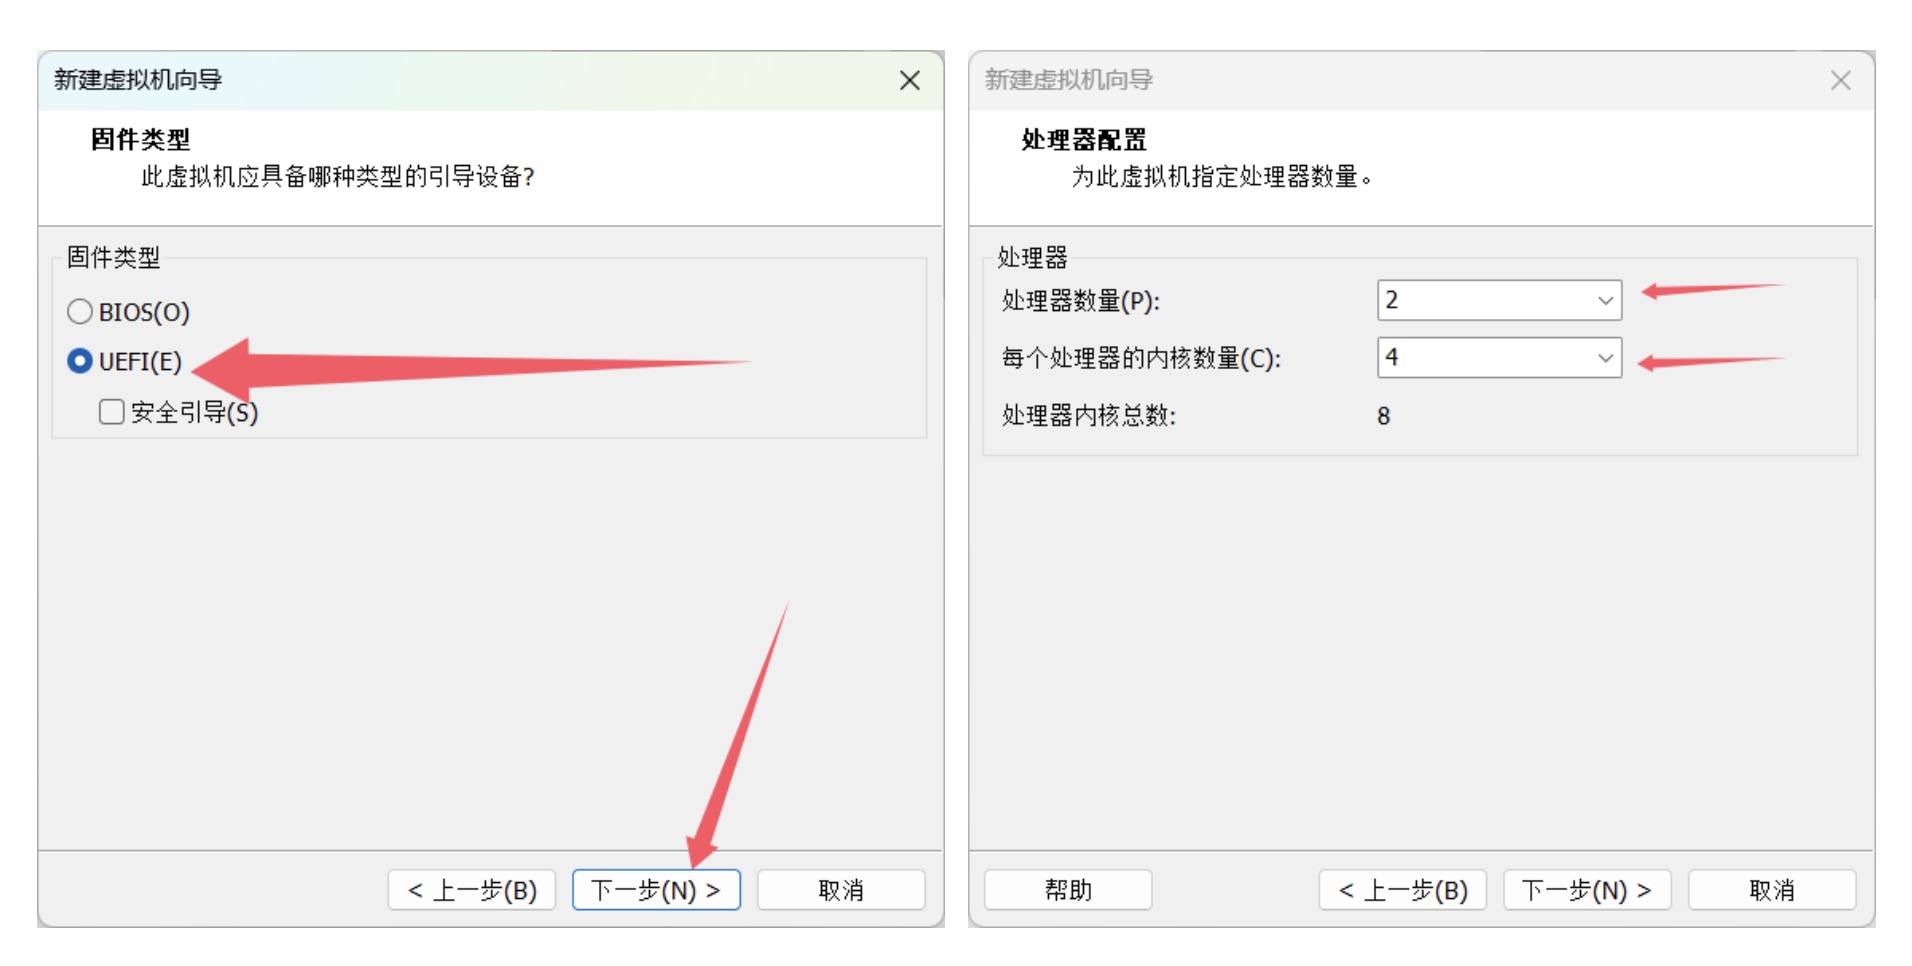 新建虚拟机向导
固件类型
此虚拟机应具备哪种类型的引导设备?
固件类型
BIOS(O)
UEFI(E)
安全引导(S)
< 上一步(B)
下一步(N) >
取消
新建虚拟机向导
处理器配置
为此虚拟机指定处理器数量。
处理器
处理器数量(P): 2
每个处理器的内核数量(C): 4
处理器内核总数: 8
帮助
< 上一步(B)
下一步(N) >
取消